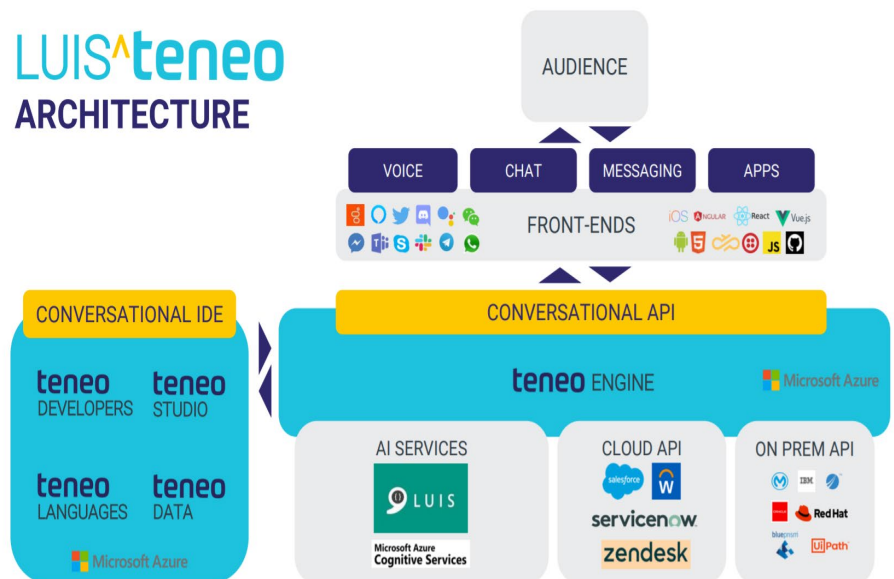 LUIS^teneo
ARCHITECTURE
AUDIENCE
VOICE
CHAT
MESSAGING
APPS
FRONT-ENDS
iOS
ANGULAR
React
Vue.js
JS
CONVERSATIONAL IDE
teneo
DEVELOPERS
teneo
STUDIO
teneo
LANGUAGES
teneo
DATA
Microsoft Azure
CONVERSATIONAL API
teneo ENGINE
Microsoft Azure
AI SERVICES
LUIS
Microsoft Azure
Cognitive Services
CLOUD API
salesforce
w
servicenow
zendesk
ON PREM API
IBM
Red Hat
blueprism
UiPath